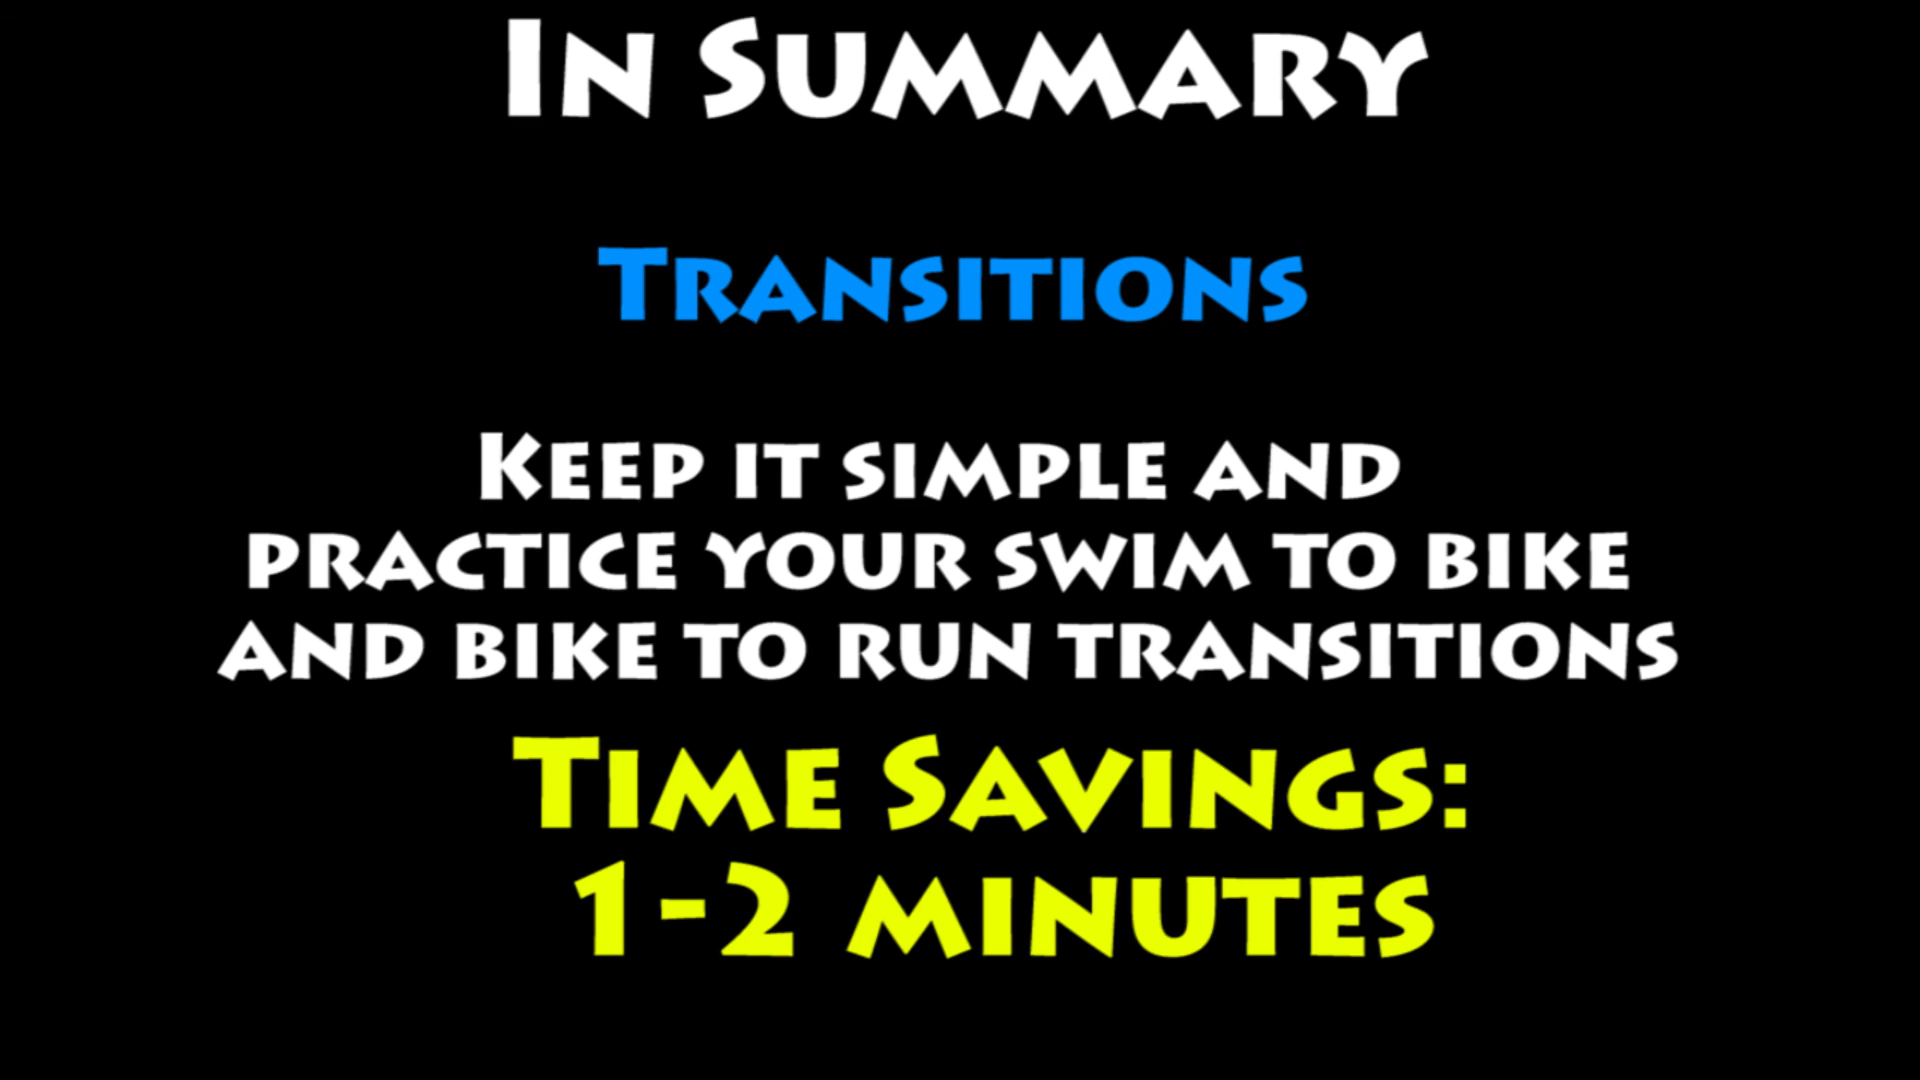 In Summary
Transitions
Keep it simple and
practice your swim to bike
and bike to run transitions
Time Savings:
1-2 minutes